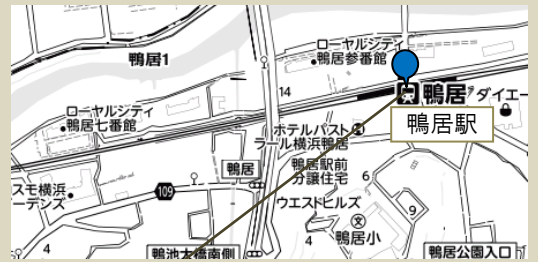 ローヤルシティ
鴨居参番館
鴨居1
14
鴨居
ダイエー
鴨居駅
ローヤルシティ
鴨居七番館
ホテルパスト
ラール横浜鴨居
鴨居
鴨居駅前
分譲住宅
109
6
スモ横浜
ーデンズ
ウエストヒルズ
9
文
鴨居小
4
鴨池大橋南側
4
鴨居公園入口